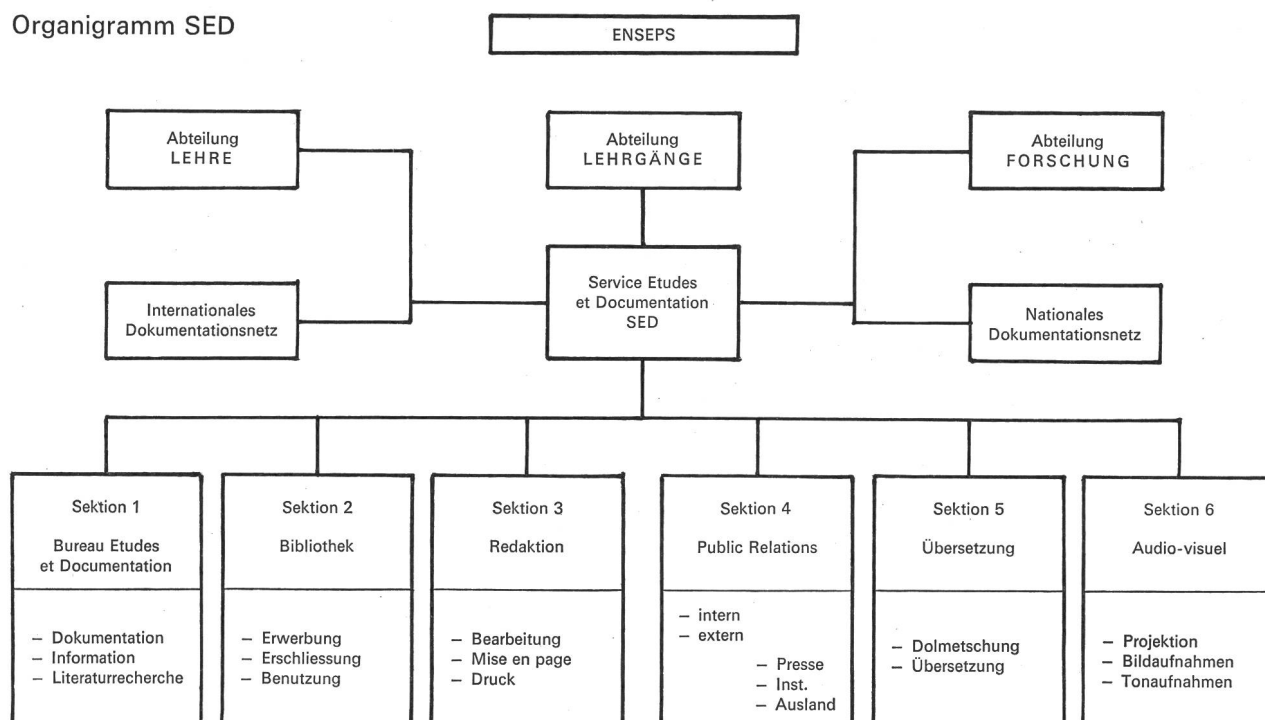 Organigramm SED
ENSEPS
Abteilung
LEHRE
Abteilung
LEHRGÄNGE
Abteilung
FORSCHUNG
Internationales
Dokumentationsnetz
Service Etudes
et Documentation
SED
Nationales
Dokumentationsnetz
Sektion 1
Bureau Etudes
et Documentation
– Dokumentation
– Information
– Literaturrecherche
Sektion 2
Bibliothek
– Erwerbung
– Erschliessung
– Benutzung
Sektion 3
Redaktion
– Bearbeitung
– Mise en page
– Druck
Sektion 4
Public Relations
– intern
– extern
– Presse
– Inst.
– Ausland
Sektion 5
Übersetzung
– Dolmetschung
– Übersetzung
Sektion 6
Audio-visuel
– Projektion
– Bildaufnahmen
– Tonaufnahmen